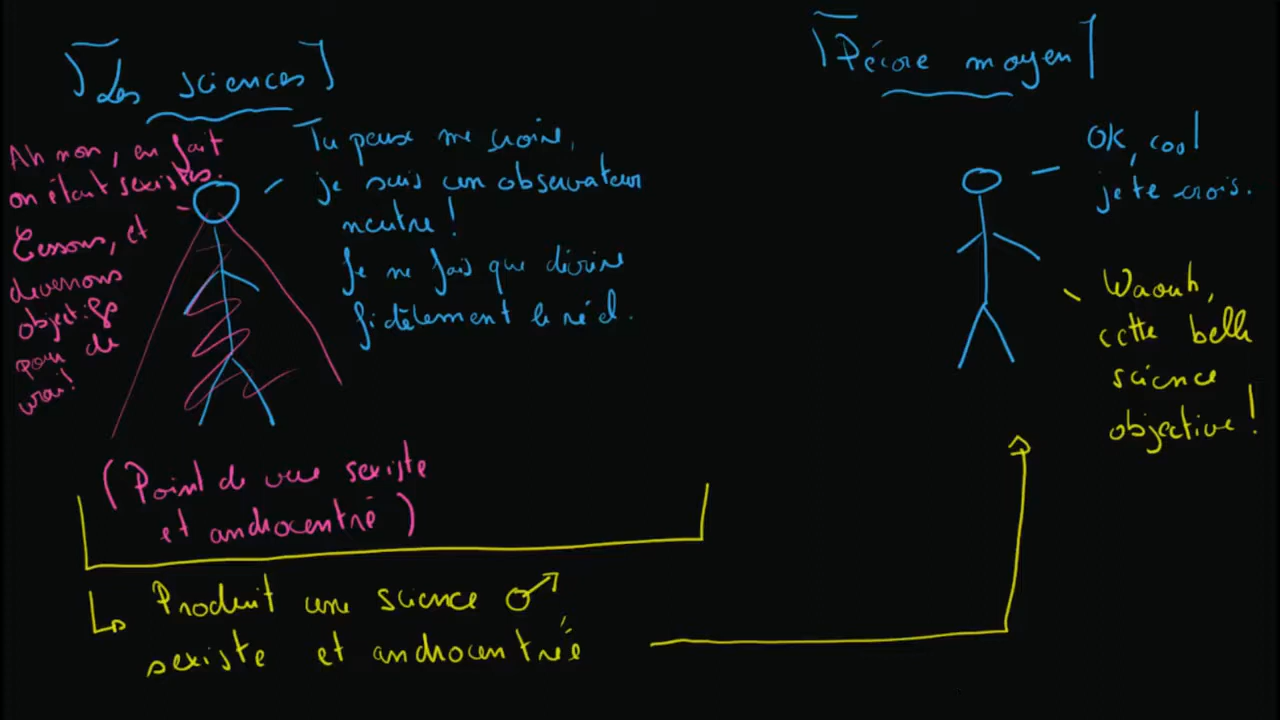 Les sciences
Pécore moyen
Ah non, en fait
on était sexistes.
Cessons, et
devenons
objectifs
pour de
vrai!
Tu peux me croire,
je suis un observateur
neutre!
Je ne fais que décrire
fidèlement le réel.
OK, cool
je te crois.
Waouh,
cette belle
science
objective!
(Point de vue sexiste
et androcentré)
Produit une science ♂
sexiste et androcentrée